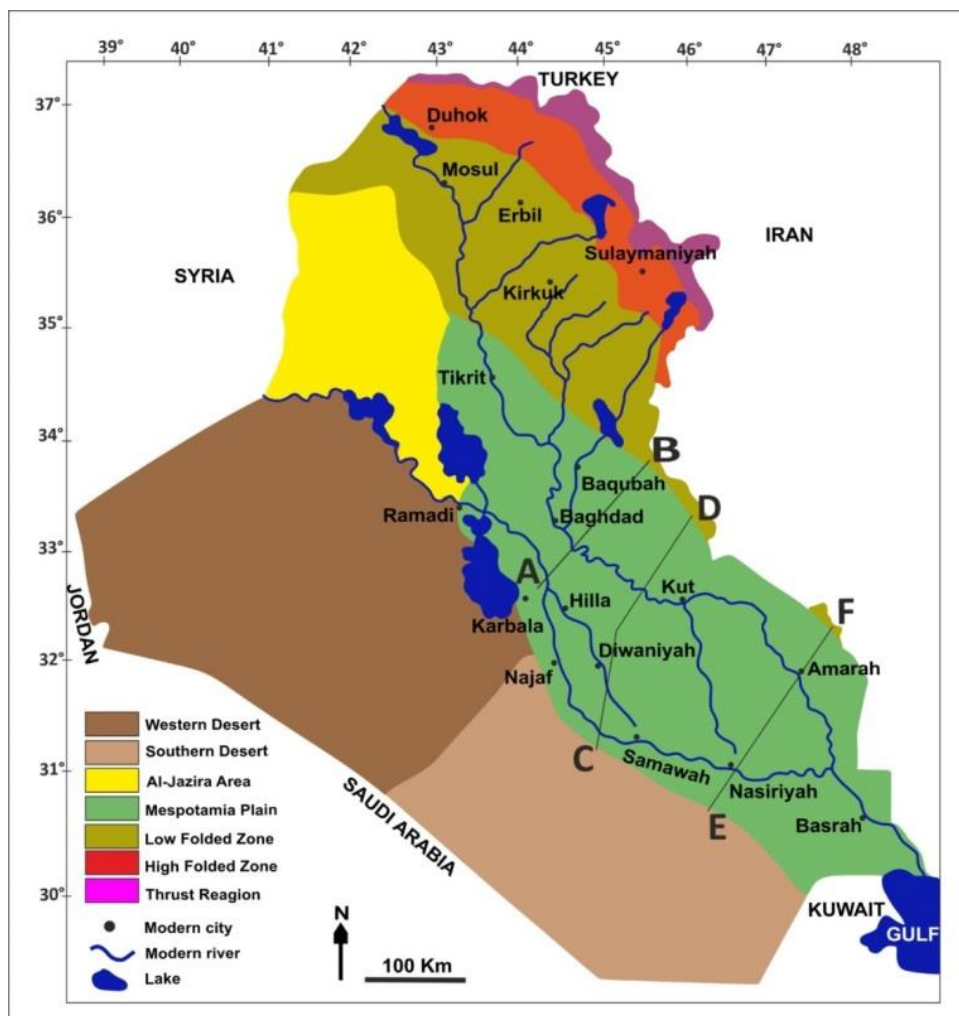 39° 40° 41° 42° 43° 44° 45° 46° 47° 48°
TURKEY
37°
Duhok
Mosul
36°
Erbil
IRAN
Sulaymaniyah
SYRIA
Kirkuk
35°
Tikrit
34°
B
Baqubah
D
Ramadi
Baghdad
33°
A
Kut
Hilla
F
Karbala
JORDAN
32°
Diwaniyah
Najaf
Amarah
Western Desert
Southern Desert
C
Samawah
31°
Al-Jazira Area
SAUDI ARABIA
Nasiriyah
Mespotamia Plain
E
Basrah
Low Folded Zone
High Folded Zone
30°
Thrust Reagion
KUWAIT
N
Modern city
GULF
Modern river
100 Km
Lake